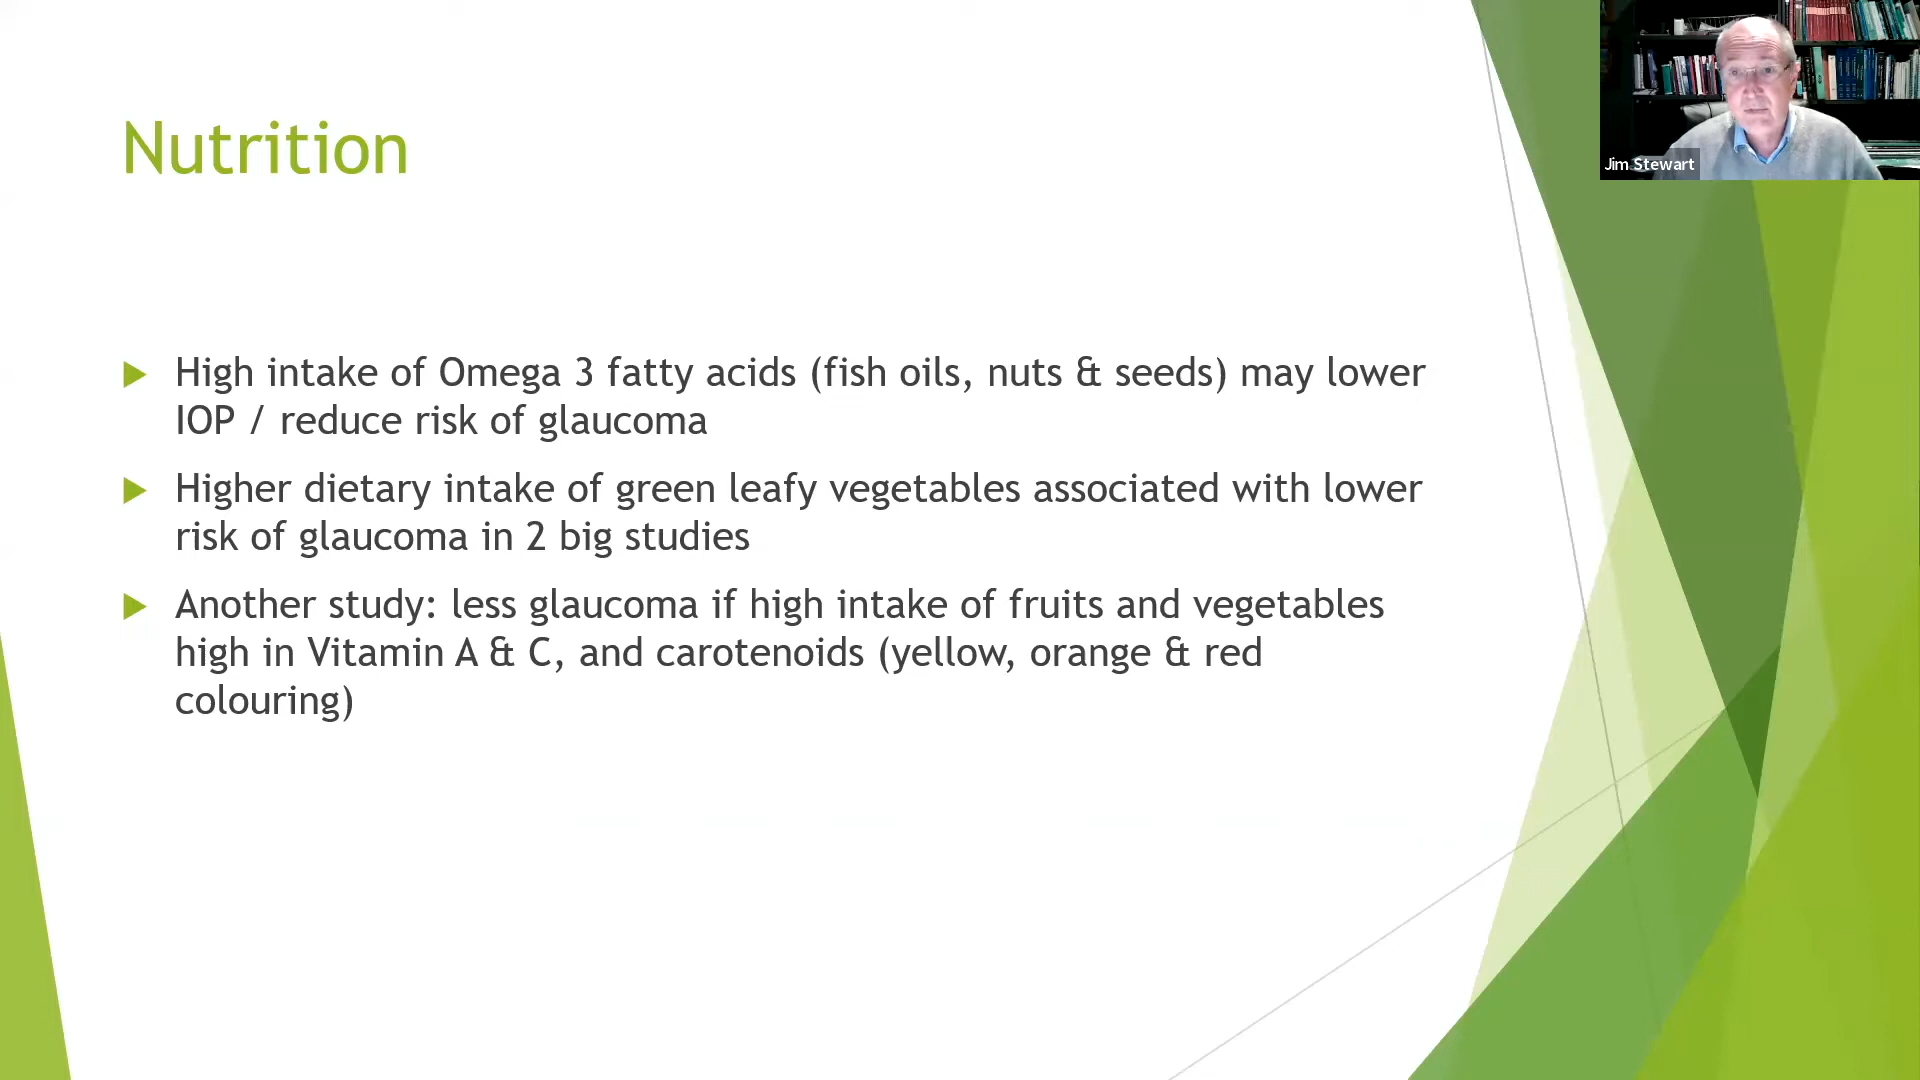 Jim Stewart
Nutrition
High intake of Omega 3 fatty acids (fish oils, nuts & seeds) may lower
IOP / reduce risk of glaucoma
Higher dietary intake of green leafy vegetables associated with lower
risk of glaucoma in 2 big studies
Another study: less glaucoma if high intake of fruits and vegetables
high in Vitamin A & C, and carotenoids (yellow, orange & red
colouring)